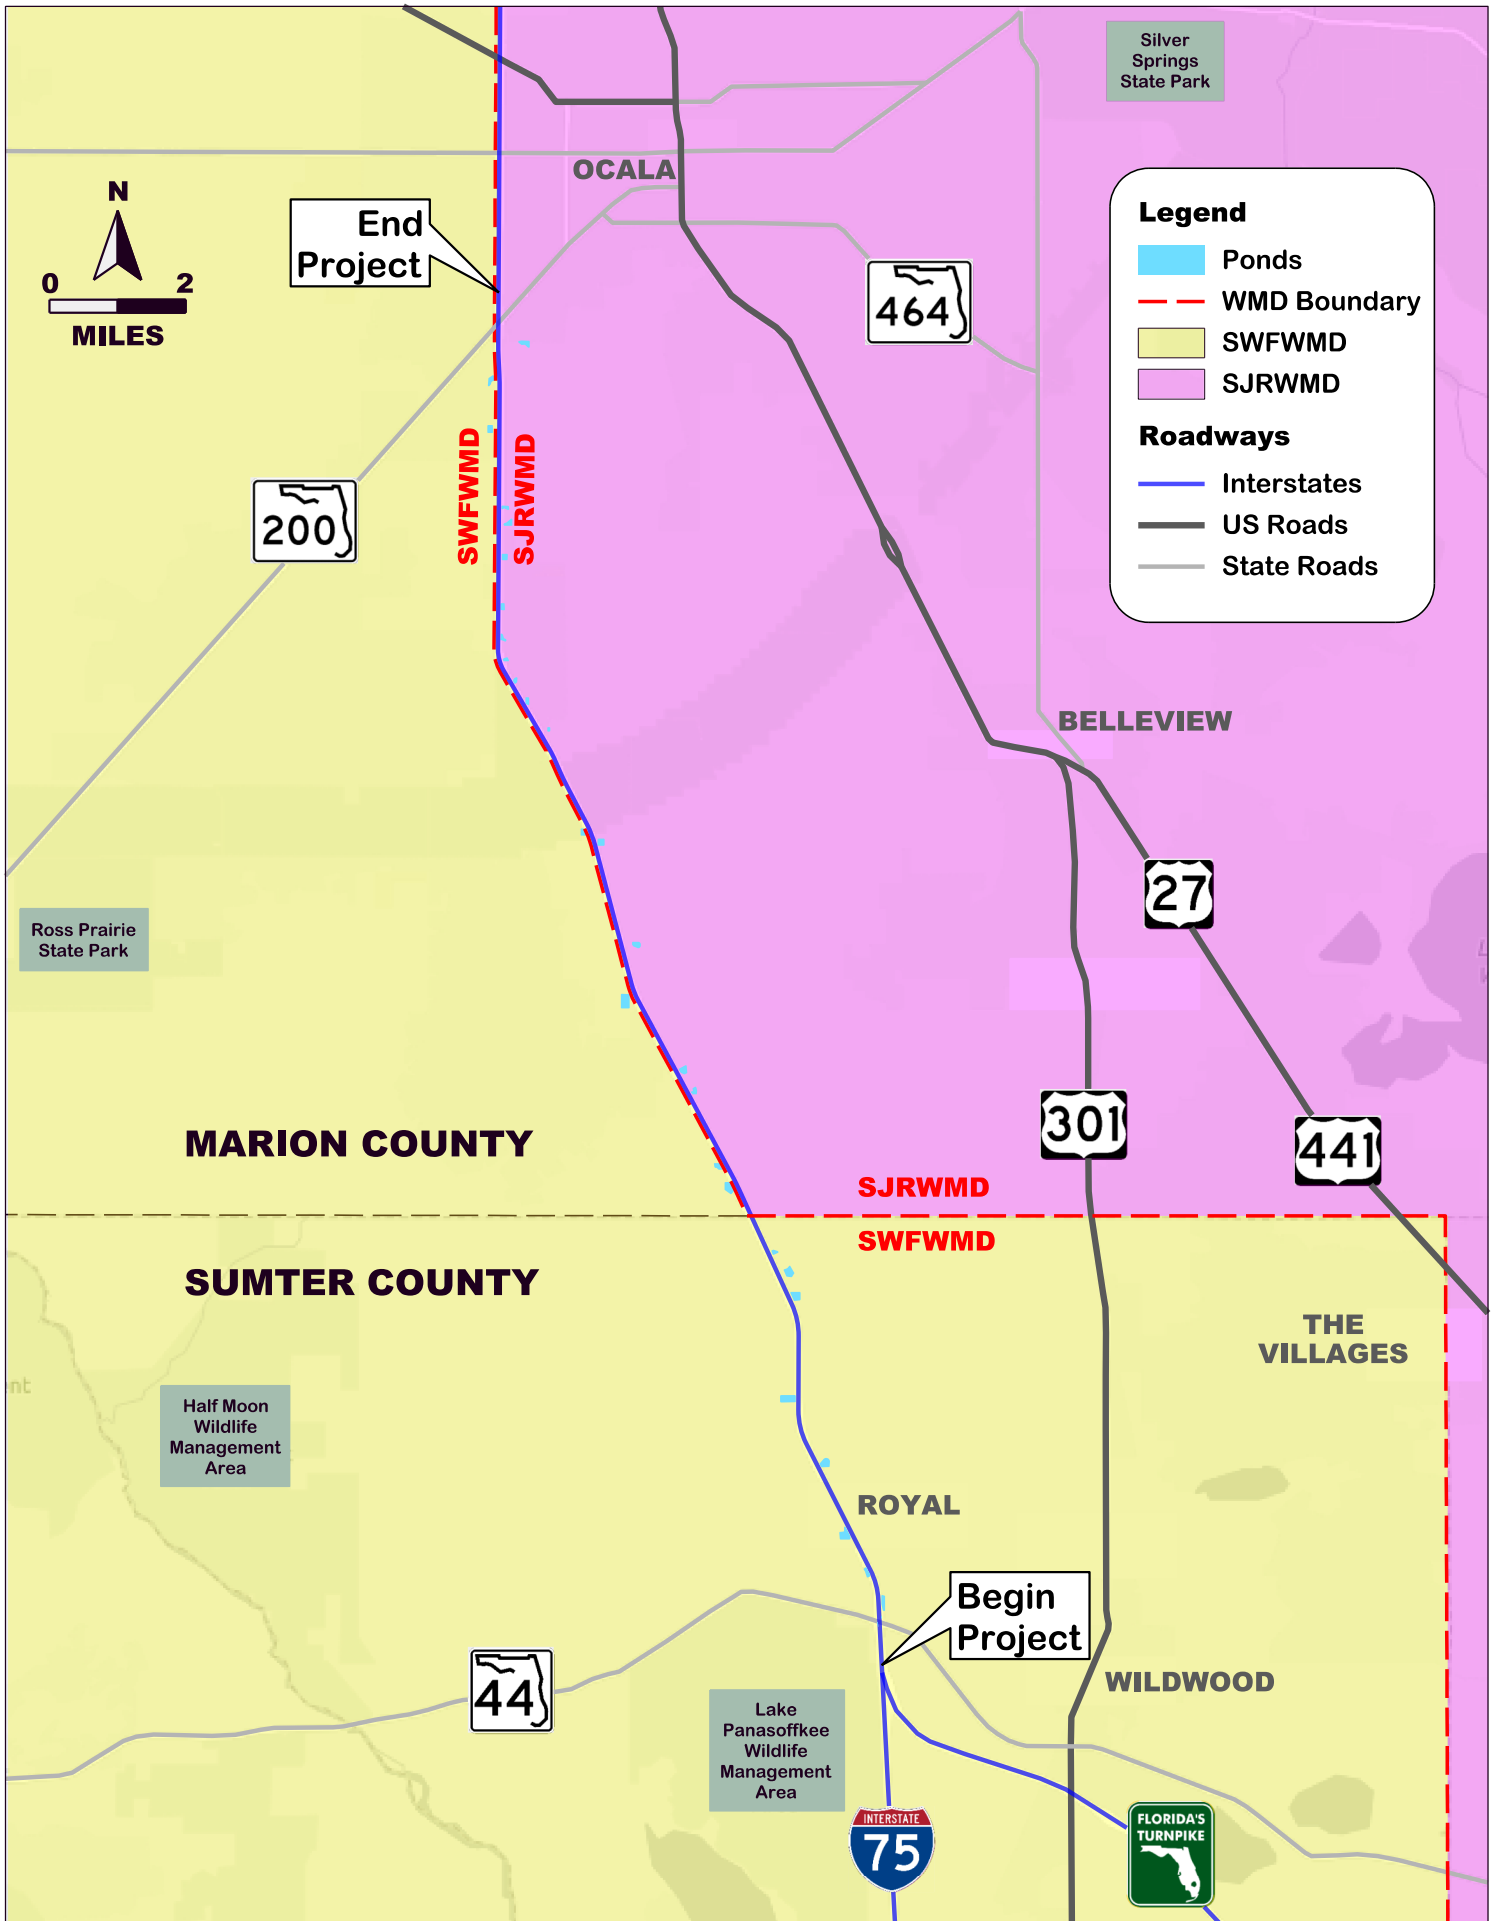 Silver
Springs
State Park
OCALA
N
0 2
MILES
End
Project
Legend
Ponds
WMD Boundary
SWFWMD
SJRWMD
Roadways
Interstates
US Roads
State Roads
464
200
SWFWMD
SJRWMD
BELLEVIEW
27
Ross Prairie
State Park
301
441
MARION COUNTY
SJRWMD
SWFWMD
SUMTER COUNTY
THE
VILLAGES
nt
Half Moon
Wildlife
Management
Area
ROYAL
Begin
Project
44
WILDWOOD
Lake
Panasoffkee
Wildlife
Management
Area
INTERSTATE
75
FLORIDA'S
TURNPIKE